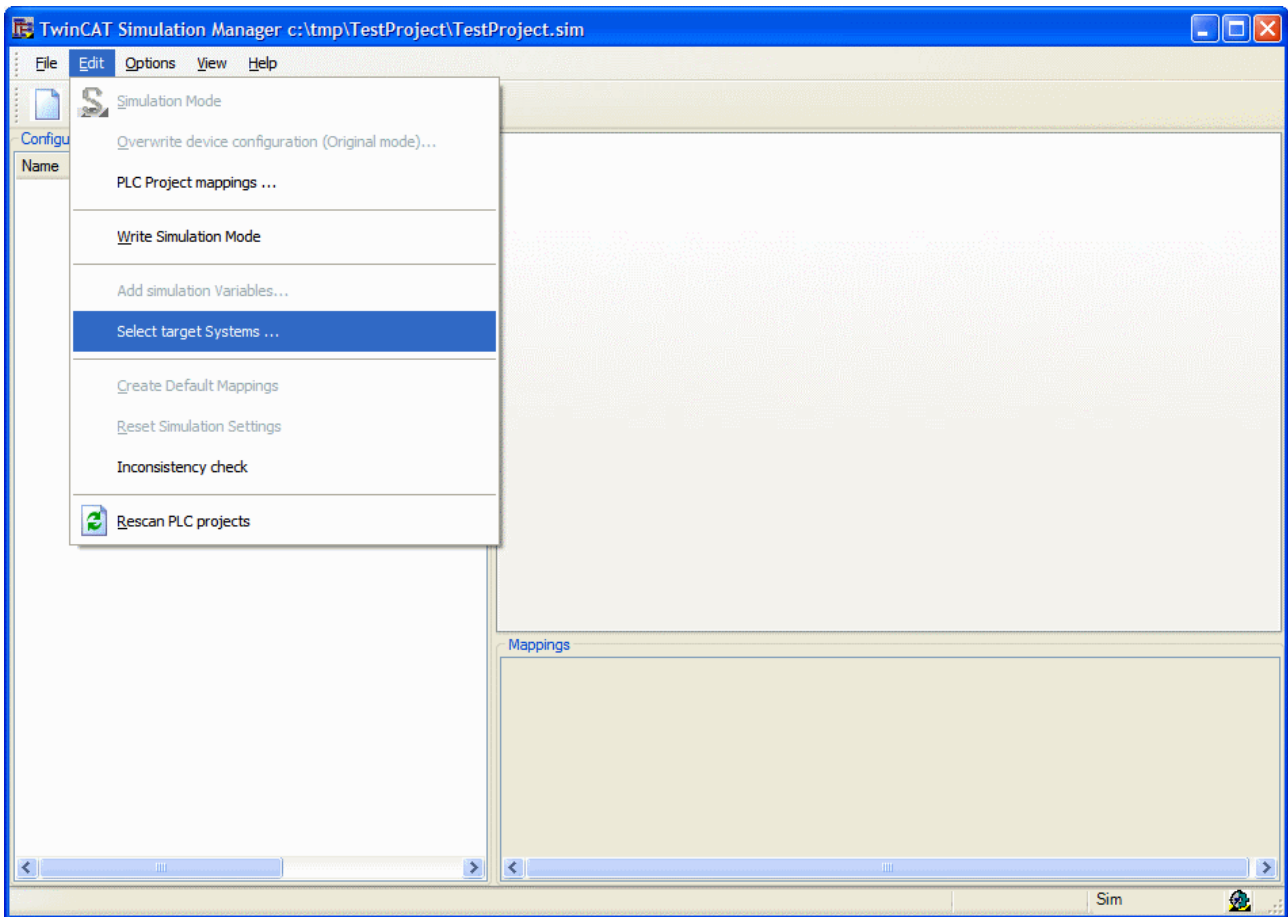 TwinCAT Simulation Manager c:\tmp\TestProject\TestProject.sim
File Edit Options View Help
Simulation Mode
Overwrite device configuration (Original mode)...
PLC Project mappings ...
Write Simulation Mode
Add simulation Variables...
Select target Systems ...
Create Default Mappings
Reset Simulation Settings
Inconsistency check
Rescan PLC projects
Configu
Name
Mappings
Sim